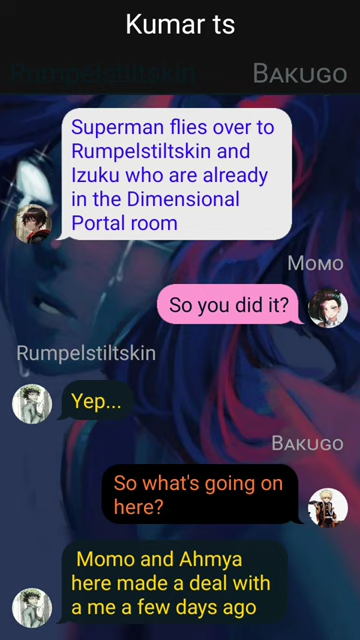 Kumar ts
Rumpelstiltskin
BAKUGO
Superman flies over to
Rumpelstiltskin and
Izuku who are already
in the Dimensional
Portal room
MOMO
So you did it?
Rumpelstiltskin
Yep...
BAKUGO
So what's going on
here?
Momo and Ahmya
here made a deal with
a me a few days ago